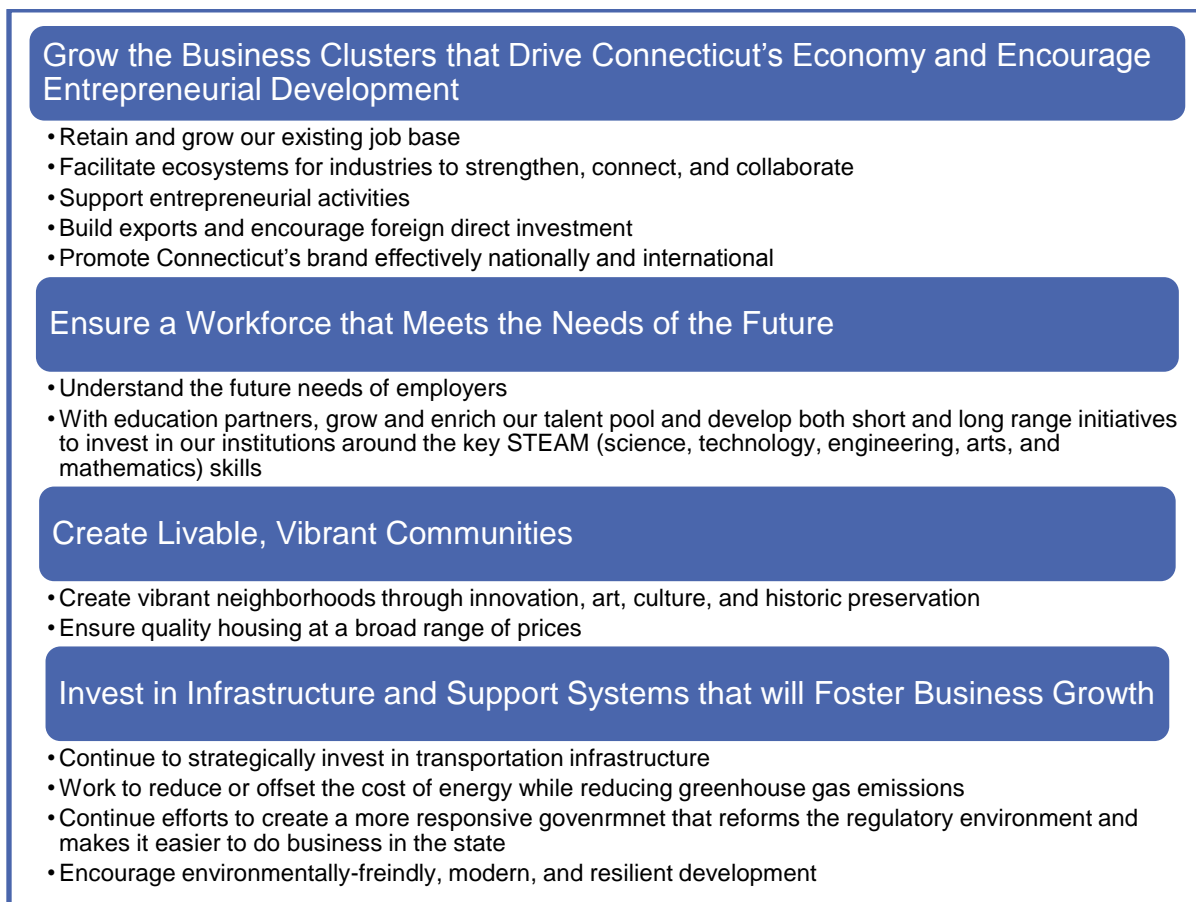 Grow the Business Clusters that Drive Connecticut’s Economy and Encourage
Entrepreneurial Development
• Retain and grow our existing job base
• Facilitate ecosystems for industries to strengthen, connect, and collaborate
• Support entrepreneurial activities
• Build exports and encourage foreign direct investment
• Promote Connecticut’s brand effectively nationally and international
Ensure a Workforce that Meets the Needs of the Future
• Understand the future needs of employers
• With education partners, grow and enrich our talent pool and develop both short and long range initiatives
to invest in our institutions around the key STEAM (science, technology, engineering, arts, and
mathematics) skills
Create Livable, Vibrant Communities
• Create vibrant neighborhoods through innovation, art, culture, and historic preservation
• Ensure quality housing at a broad range of prices
Invest in Infrastructure and Support Systems that will Foster Business Growth
• Continue to strategically invest in transportation infrastructure
• Work to reduce or offset the cost of energy while reducing greenhouse gas emissions
• Continue efforts to create a more responsive govenrmnet that reforms the regulatory environment and
makes it easier to do business in the state
• Encourage environmentally-freindly, modern, and resilient development